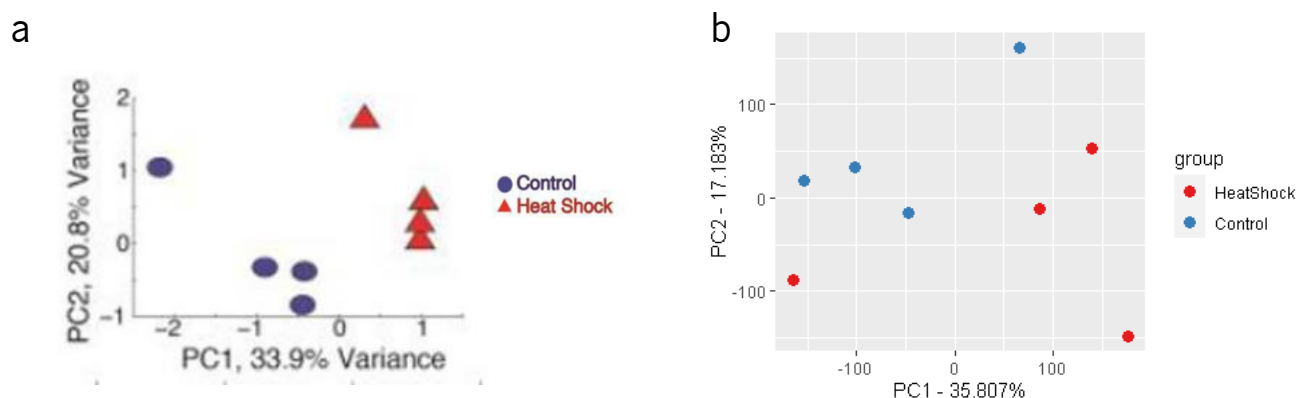 a
2
1
0
−1
PC2, 20.8% Variance
−2
−1
0
1
PC1, 33.9% Variance
Control
Heat Shock
b
100
0
-100
PC2 - 17.183%
-100
0
100
PC1 - 35.807%
group
HeatShock
Control